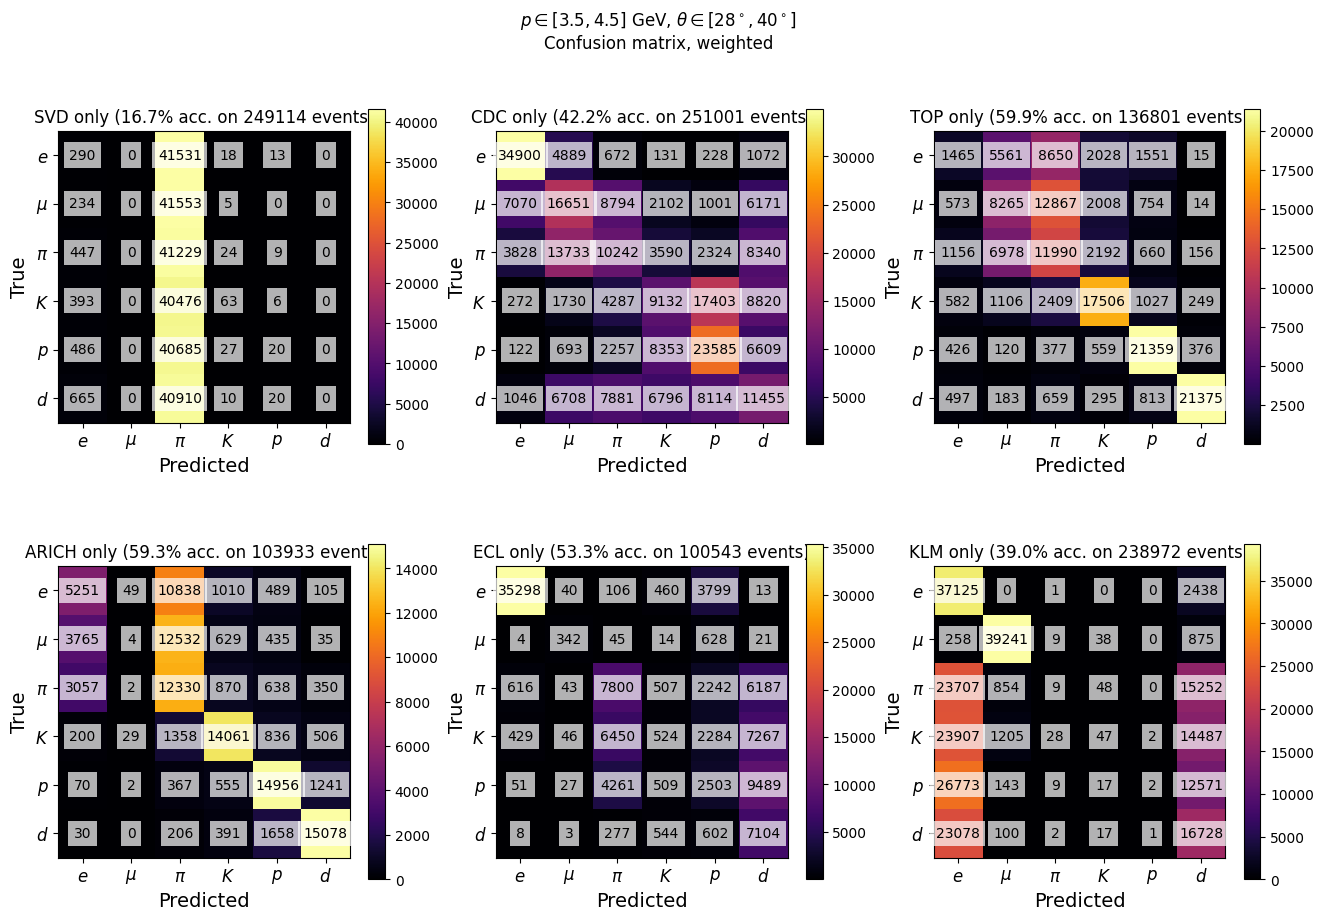 p ∈ [3.5, 4.5] GeV, θ ∈ [28°, 40°]
Confusion matrix, weighted
SVD only (16.7% acc. on 249114 events
True
e 290 0 41531 18 13 0
μ 234 0 41553 5 0 0
π 447 0 41229 24 9 0
K 393 0 40476 63 6 0
p 486 0 40685 27 20 0
d 665 0 40910 10 20 0
e μ π K p d
Predicted
40000
35000
30000
25000
20000
15000
10000
5000
0
CDC only (42.2% acc. on 251001 events
True
e 34900 4889 672 131 228 1072
μ 7070 16651 8794 2102 1001 6171
π 3828 13733 10242 3590 2324 8340
K 272 1730 4287 9132 17403 8820
p 122 693 2257 8353 23585 6609
d 1046 6708 7881 6796 8114 11455
e μ π K p d
Predicted
30000
25000
20000
15000
10000
5000
TOP only (59.9% acc. on 136801 events
True
e 1465 5561 8650 2028 1551 15
μ 573 8265 12867 2008 754 14
π 1156 6978 11990 2192 660 156
K 582 1106 2409 17506 1027 249
p 426 120 377 559 21359 376
d 497 183 659 295 813 21375
e μ π K p d
Predicted
20000
17500
15000
12500
10000
7500
5000
2500
ARICH only (59.3% acc. on 103933 event
True
e 5251 49 10838 1010 489 105
μ 3765 4 12532 629 435 35
π 3057 2 12330 870 638 350
K 200 29 1358 14061 836 506
p 70 2 367 555 14956 1241
d 30 0 206 391 1658 15078
e μ π K p d
Predicted
14000
12000
10000
8000
6000
4000
2000
0
ECL only (53.3% acc. on 100543 events
True
e 35298 40 106 460 3799 13
μ 4 342 45 14 628 21
π 616 43 7800 507 2242 6187
K 429 46 6450 524 2284 7267
p 51 27 4261 509 2503 9489
d 8 3 277 544 602 7104
e μ π K p d
Predicted
35000
30000
25000
20000
15000
10000
5000
KLM only (39.0% acc. on 238972 events
True
e 37125 0 1 0 0 2438
μ 258 39241 9 38 0 875
π 23707 854 9 48 0 15252
K 23907 1205 28 47 2 14487
p 26773 143 9 17 2 12571
d 23078 100 2 17 1 16728
e μ π K p d
Predicted
35000
30000
25000
20000
15000
10000
5000
0